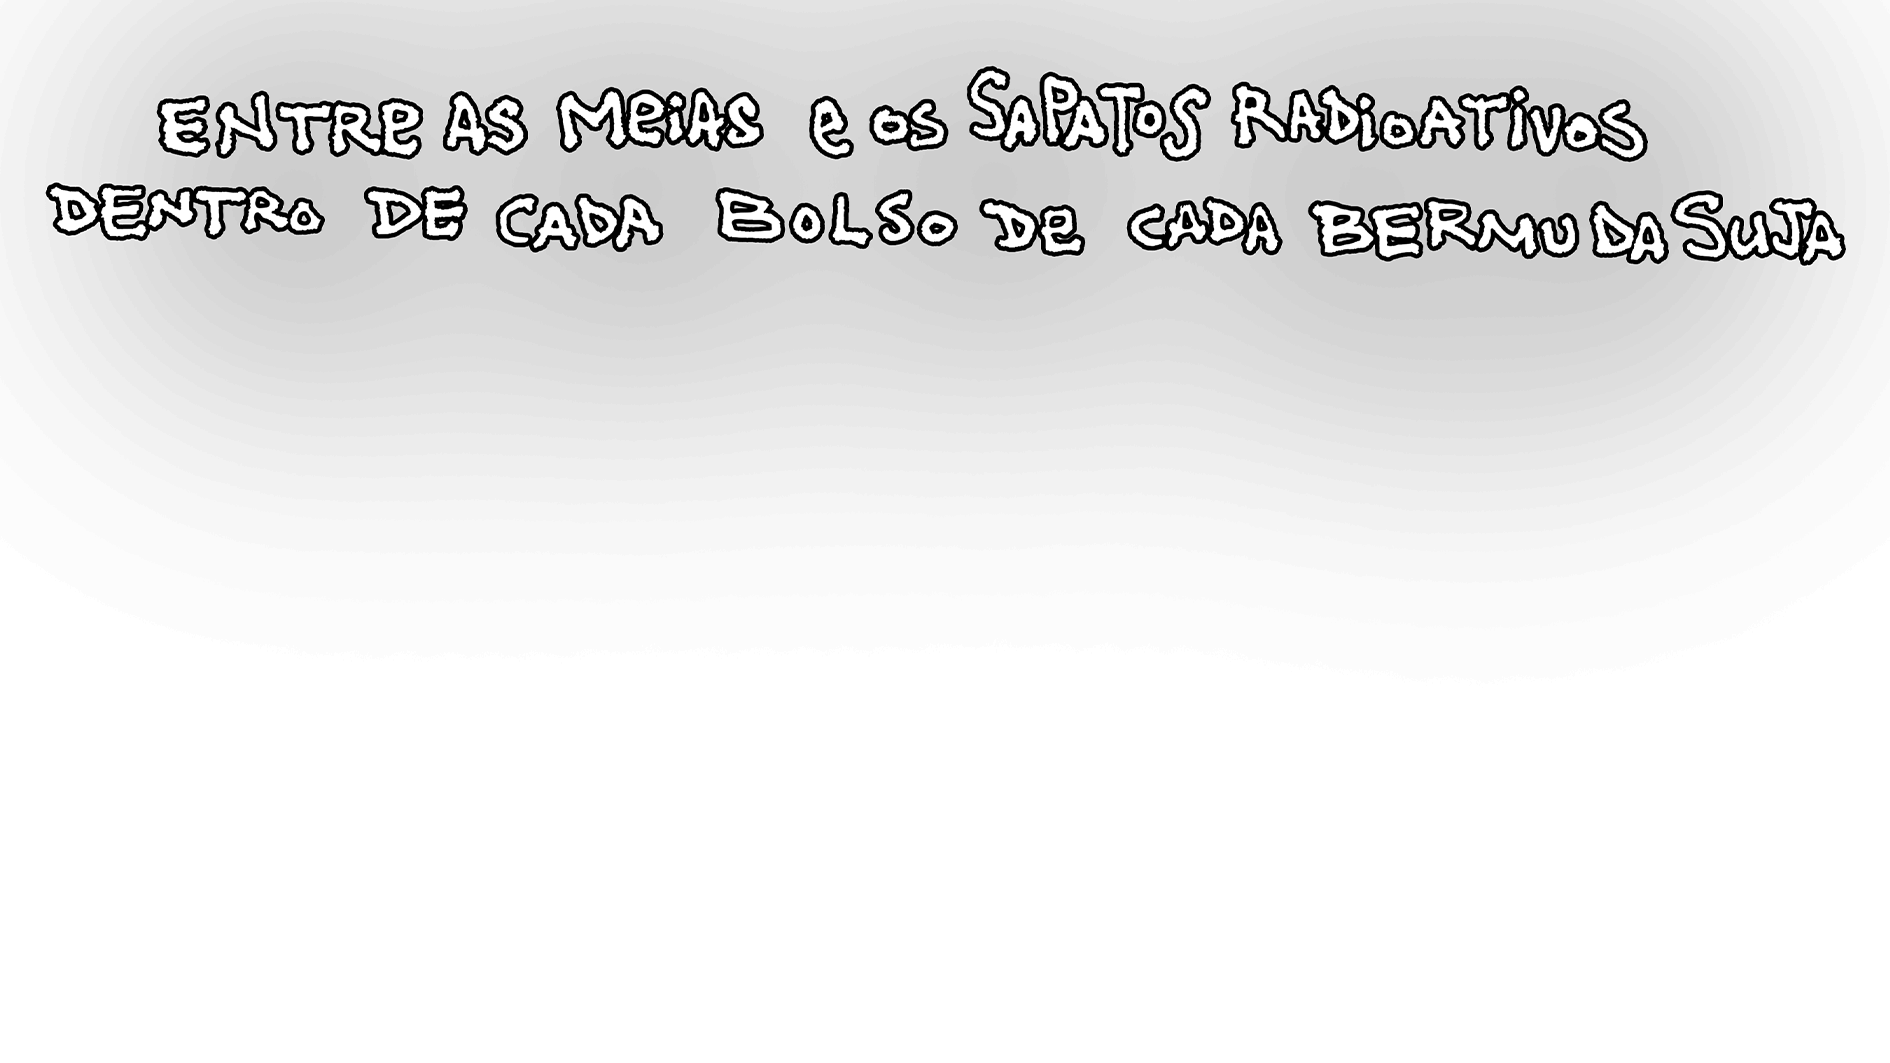 ENTRE AS MEiAS e os SAPATOS RADIOATIVOS
DENTRO DE CADA BOLSO De CADA BERMUDA SUJA